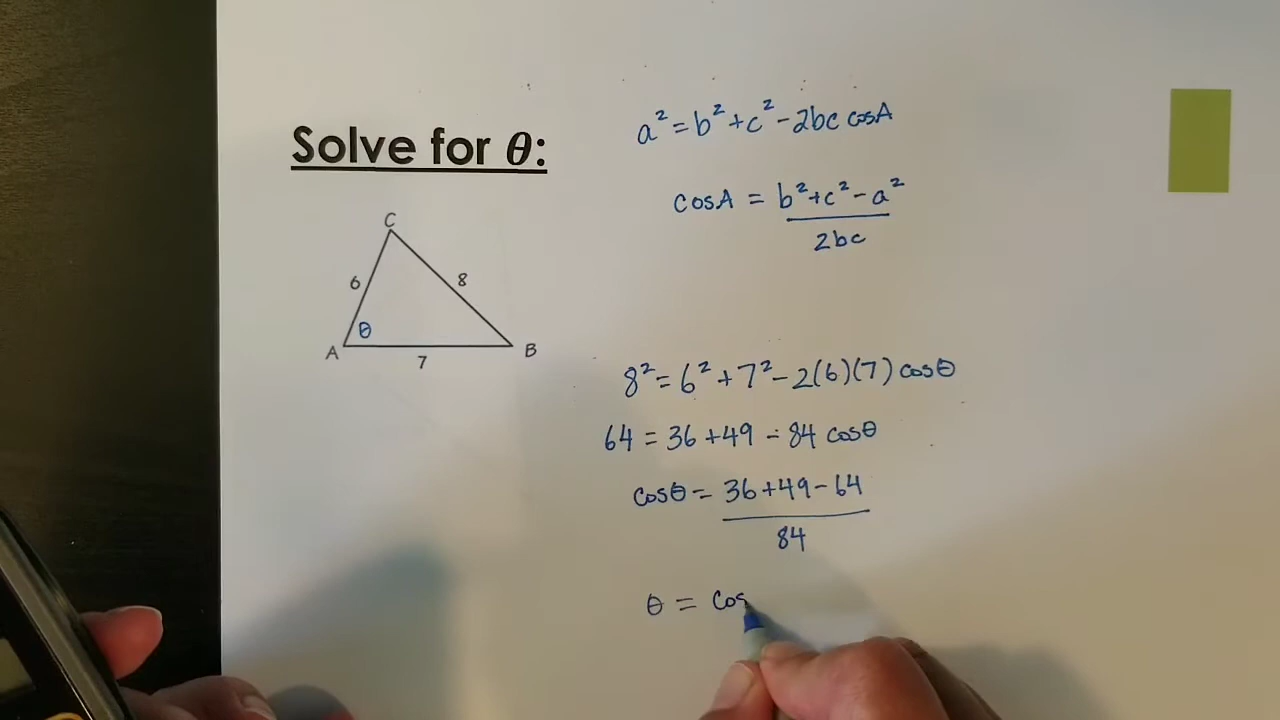 Solve for θ:
C
6
8
θ
A
7
B
a² = b² + c² - 2bc cosA
cosA = b² + c² - a²
2bc
8² = 6² + 7² - 2(6)(7) cosθ
64 = 36 + 49 - 84 cosθ
cosθ = 36 + 49 - 64
84
θ = cos